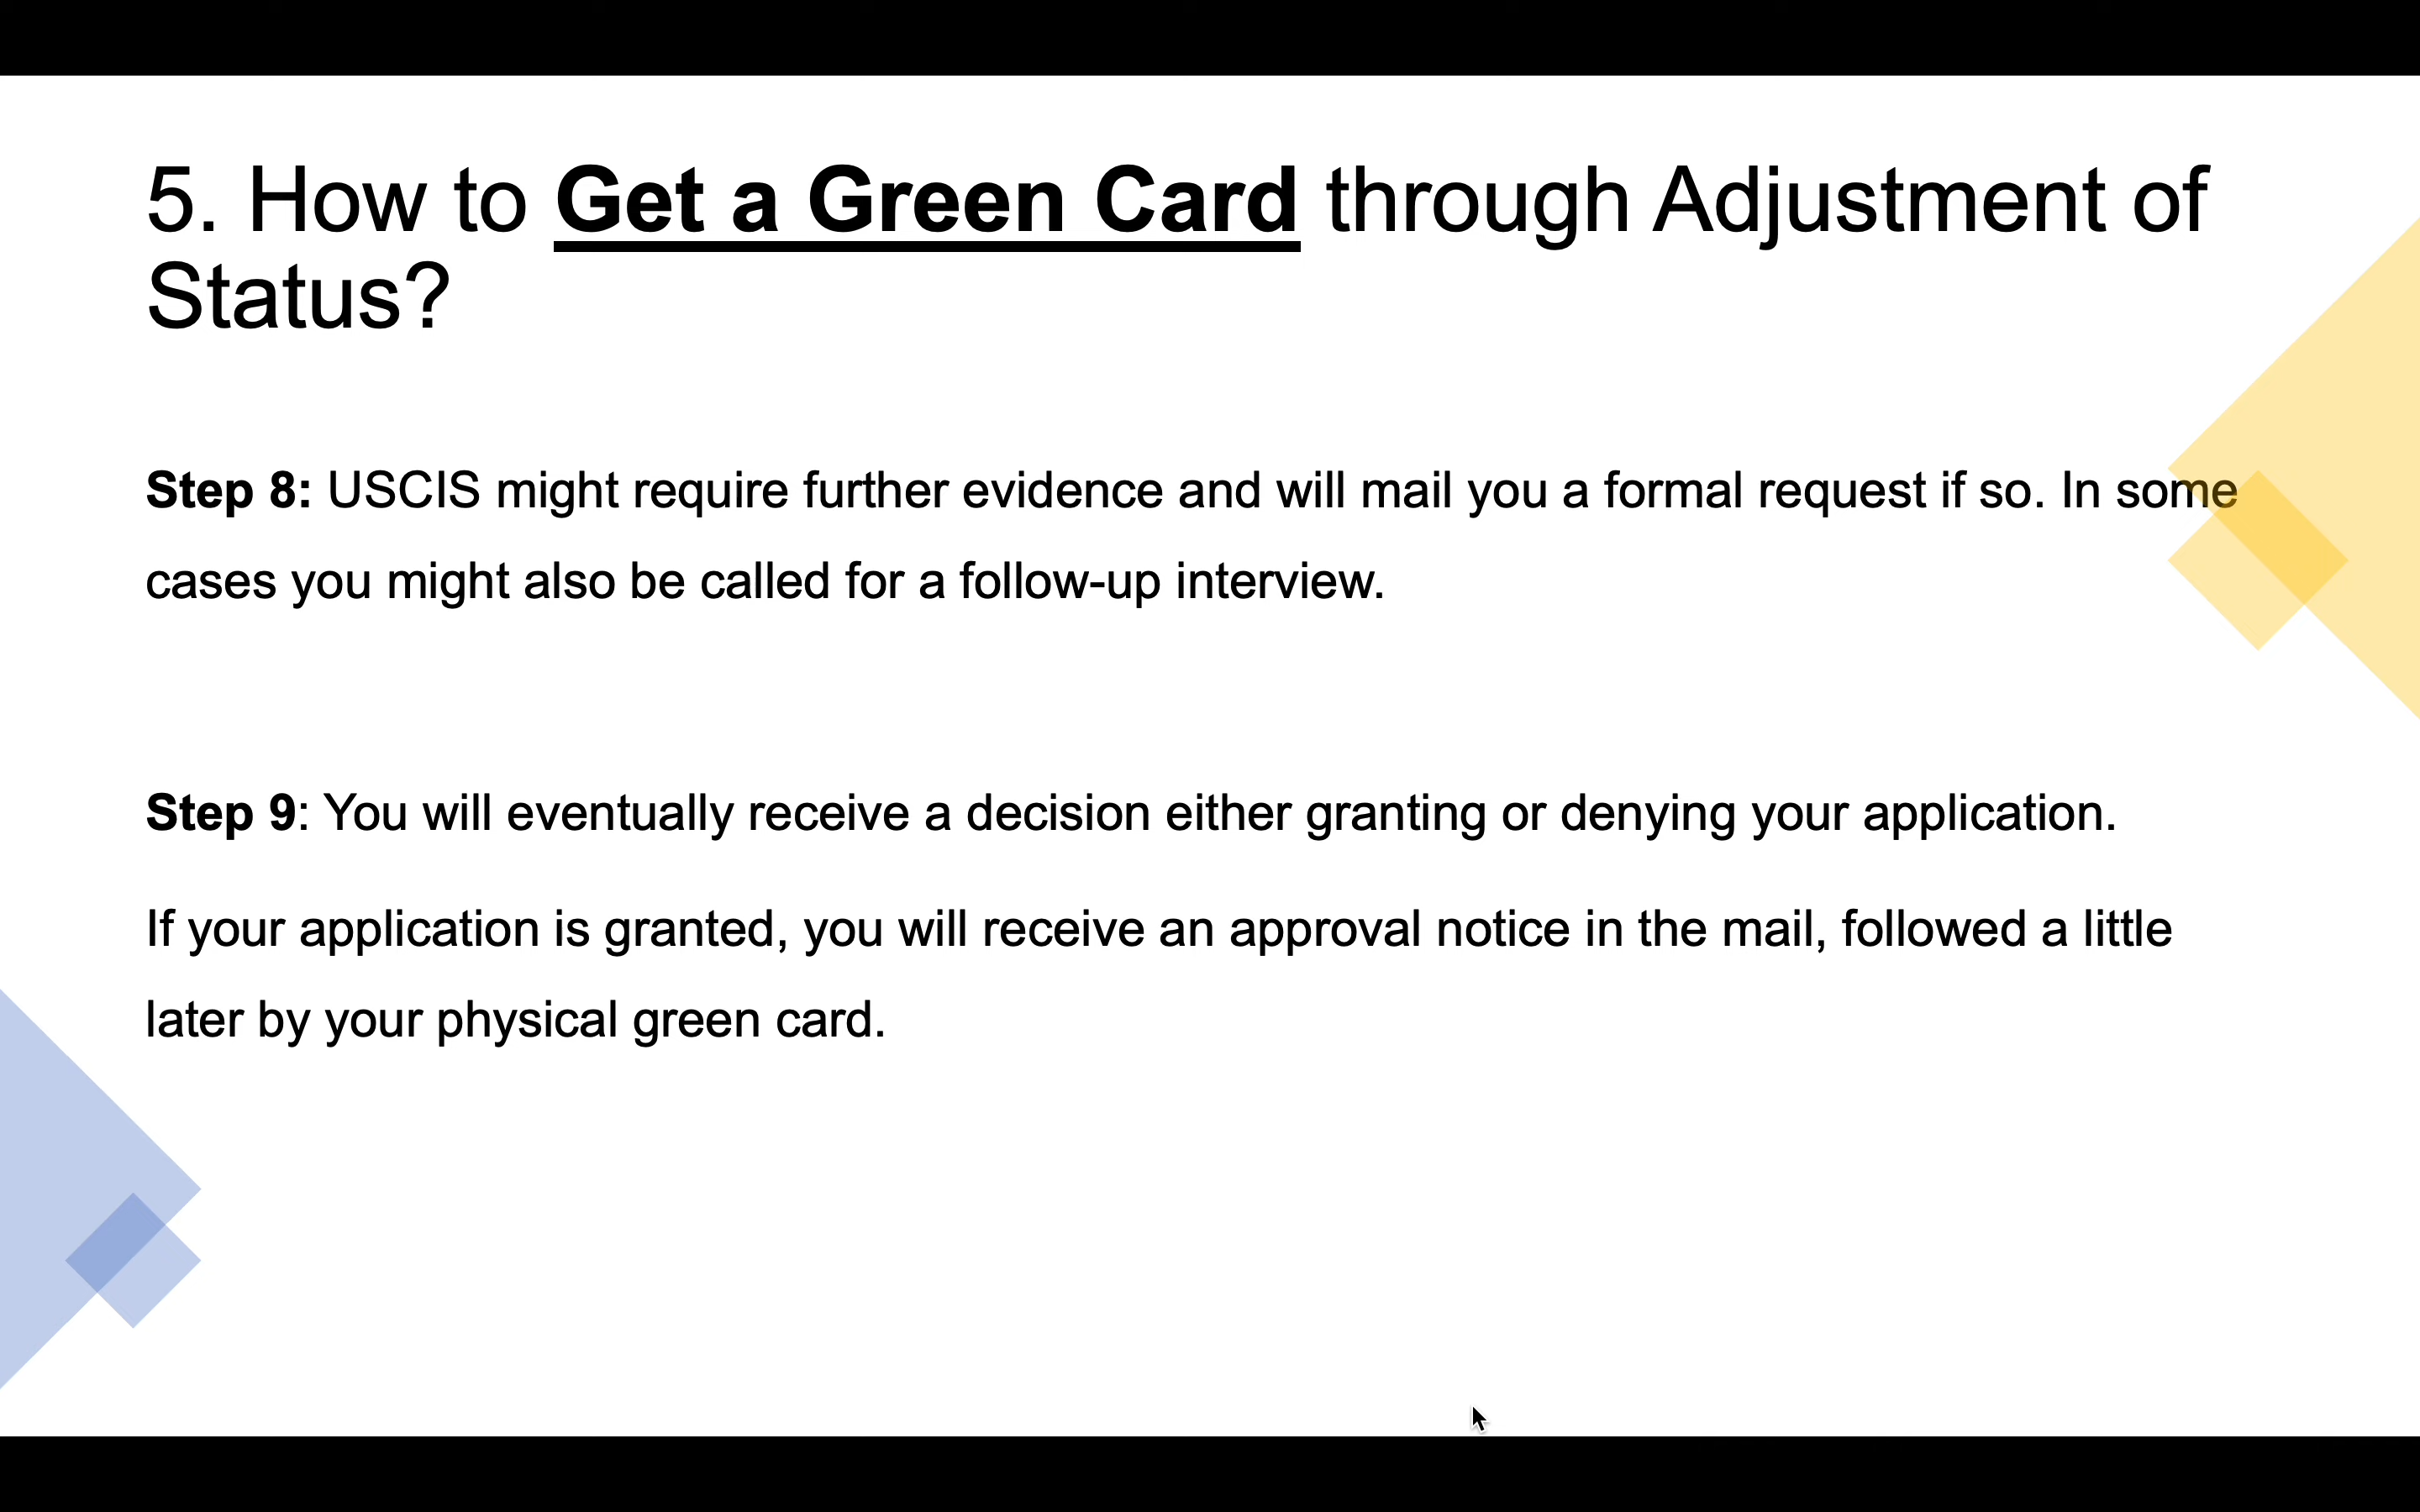 5. How to Get a Green Card through Adjustment of
Status?
Step 8: USCIS might require further evidence and will mail you a formal request if so. In some
cases you might also be called for a follow-up interview.
Step 9: You will eventually receive a decision either granting or denying your application.
If your application is granted, you will receive an approval notice in the mail, followed a little
later by your physical green card.